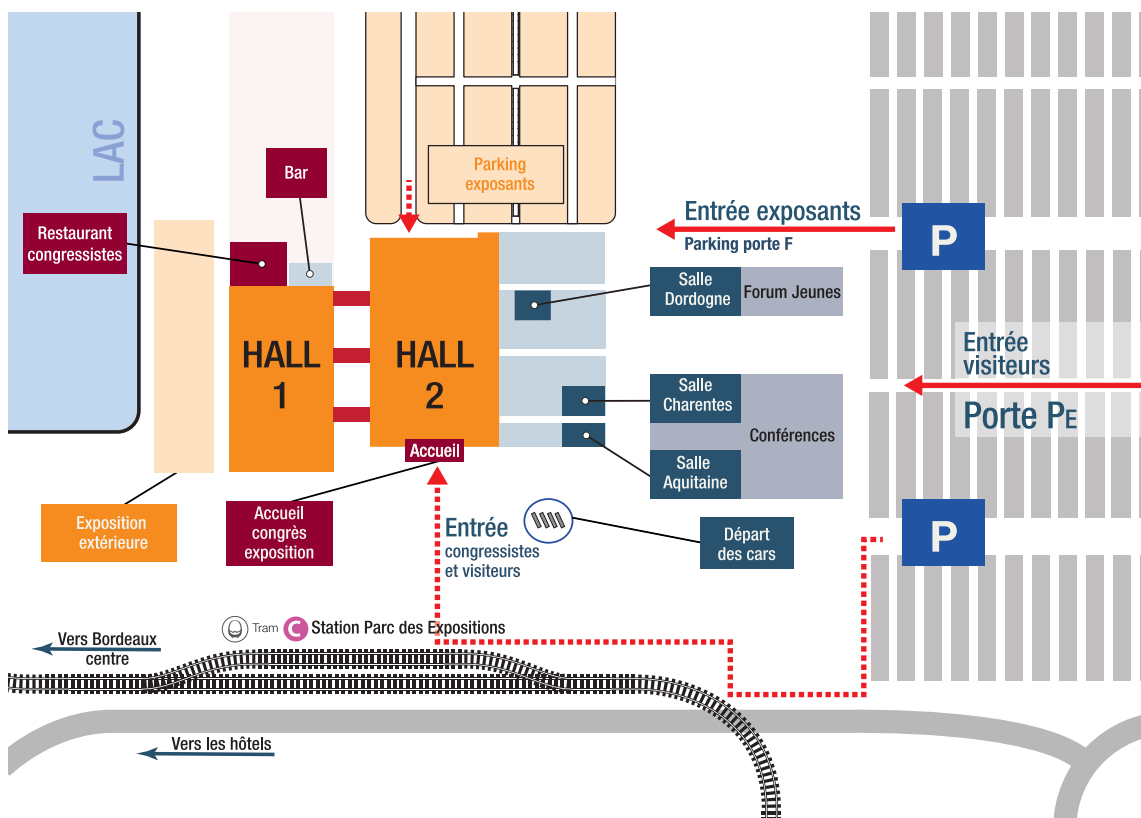 LAC
Bar
Parking
exposants
Restaurant
congressistes
Entrée exposants
Parking porte F
P
Salle
Dordogne
Forum Jeunes
HALL
1
HALL
2
Entrée
visiteurs
Porte PE
Salle
Charentes
Conférences
Salle
Aquitaine
Accueil
Exposition
extérieure
Accueil
congrès
exposition
Entrée
congressistes
et visiteurs
Départ
des cars
P
Tram C Station Parc des Expositions
Vers Bordeaux
centre
Vers les hôtels